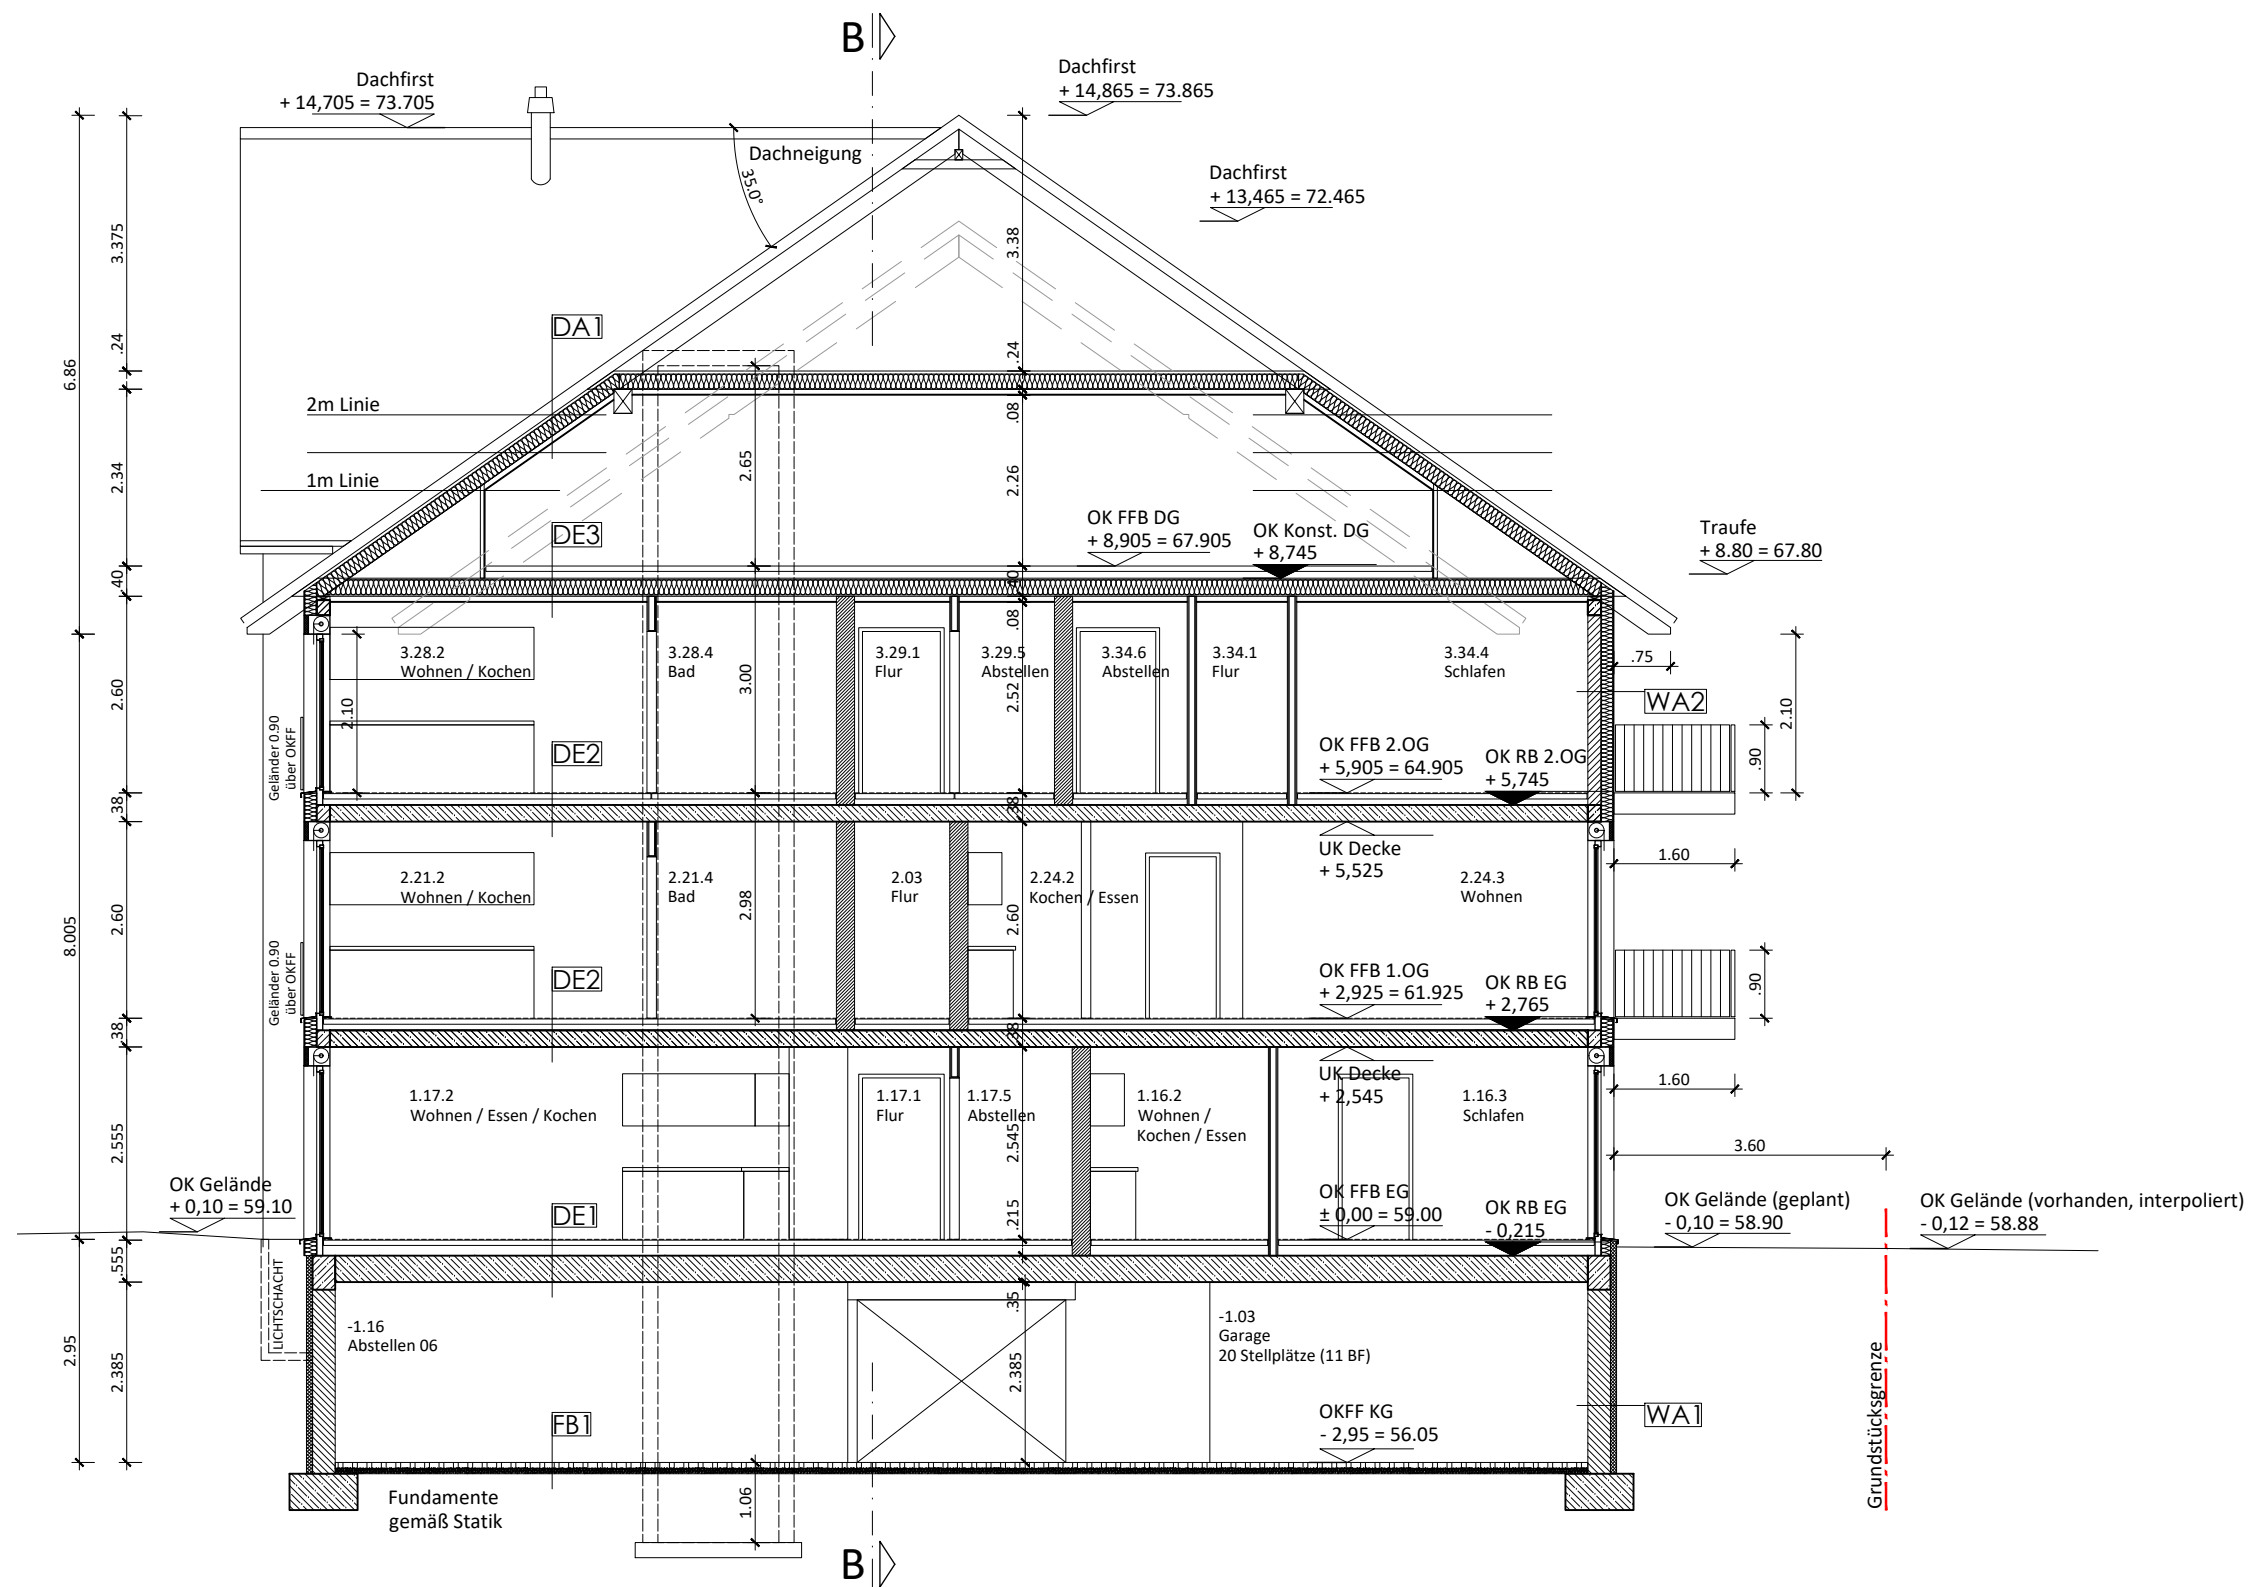 B
Dachfirst
+ 14,705 = 73.705
Dachfirst
+ 14,865 = 73.865
Dachneigung
35.0°
Dachfirst
+ 13,465 = 72.465
3.375
3.38
DA1
.24
.24
6.86
2m Linie
.08
2.34
2.65
2.26
1m Linie
OK FFB DG
+ 8,905 = 67.905
OK Konst. DG
+ 8,745
DE3
Traufe
+ 8.80 = 67.80
.40
.40
.08
3.28.2
Wohnen / Kochen
3.28.4
Bad
3.29.1
Flur
3.29.5
Abstellen
3.34.6
Abstellen
3.34.1
Flur
3.34.4
Schlafen
.75
WA2
2.60
3.00
2.52
2.10
2.10
Geländer 0.90
über OKFF
DE2
OK FFB 2.OG
+ 5,905 = 64.905
OK RB 2.OG
+ 5,745
.90
.38
.38
UK Decke
+ 5,525
1.60
2.21.2
Wohnen / Kochen
2.21.4
Bad
2.03
Flur
2.24.2
Kochen / Essen
2.24.3
Wohnen
8.005
2.60
2.98
2.60
Geländer 0.90
über OKFF
DE2
OK FFB 1.OG
+ 2,925 = 61.925
OK RB EG
+ 2,765
.90
.38
.38
UK Decke
+ 2,545
1.60
1.17.2
Wohnen / Essen / Kochen
1.17.1
Flur
1.17.5
Abstellen
1.16.2
Wohnen /
Kochen / Essen
1.16.3
Schlafen
2.555
2.545
3.60
OK Gelände
+ 0,10 = 59.10
DE1
.215
OK FFB EG
± 0,00 = 59.00
OK RB EG
- 0,215
OK Gelände (geplant)
- 0,10 = 58.90
OK Gelände (vorhanden, interpoliert)
- 0,12 = 58.88
.555
LICHTSCHACHT
.35
-1.16
Abstellen 06
-1.03
Garage
20 Stellplätze (11 BF)
2.95
2.385
2.385
Grundstücksgrenze
FB1
OKFF KG
- 2,95 = 56.05
WA1
Fundamente
gemäß Statik
1.06
B